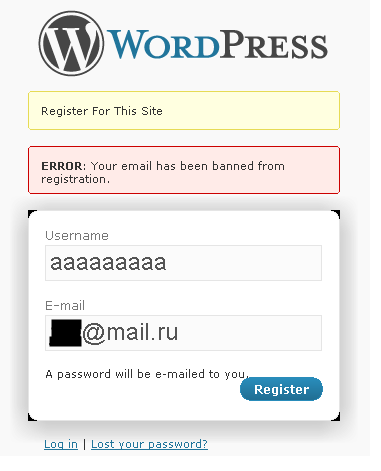 WORDPRESS
Register For This Site
ERROR: Your email has been banned from
registration.
Username
aaaaaaaaa
E-mail
@mail.ru
A password will be e-mailed to you.
Register
Log in | Lost your password?